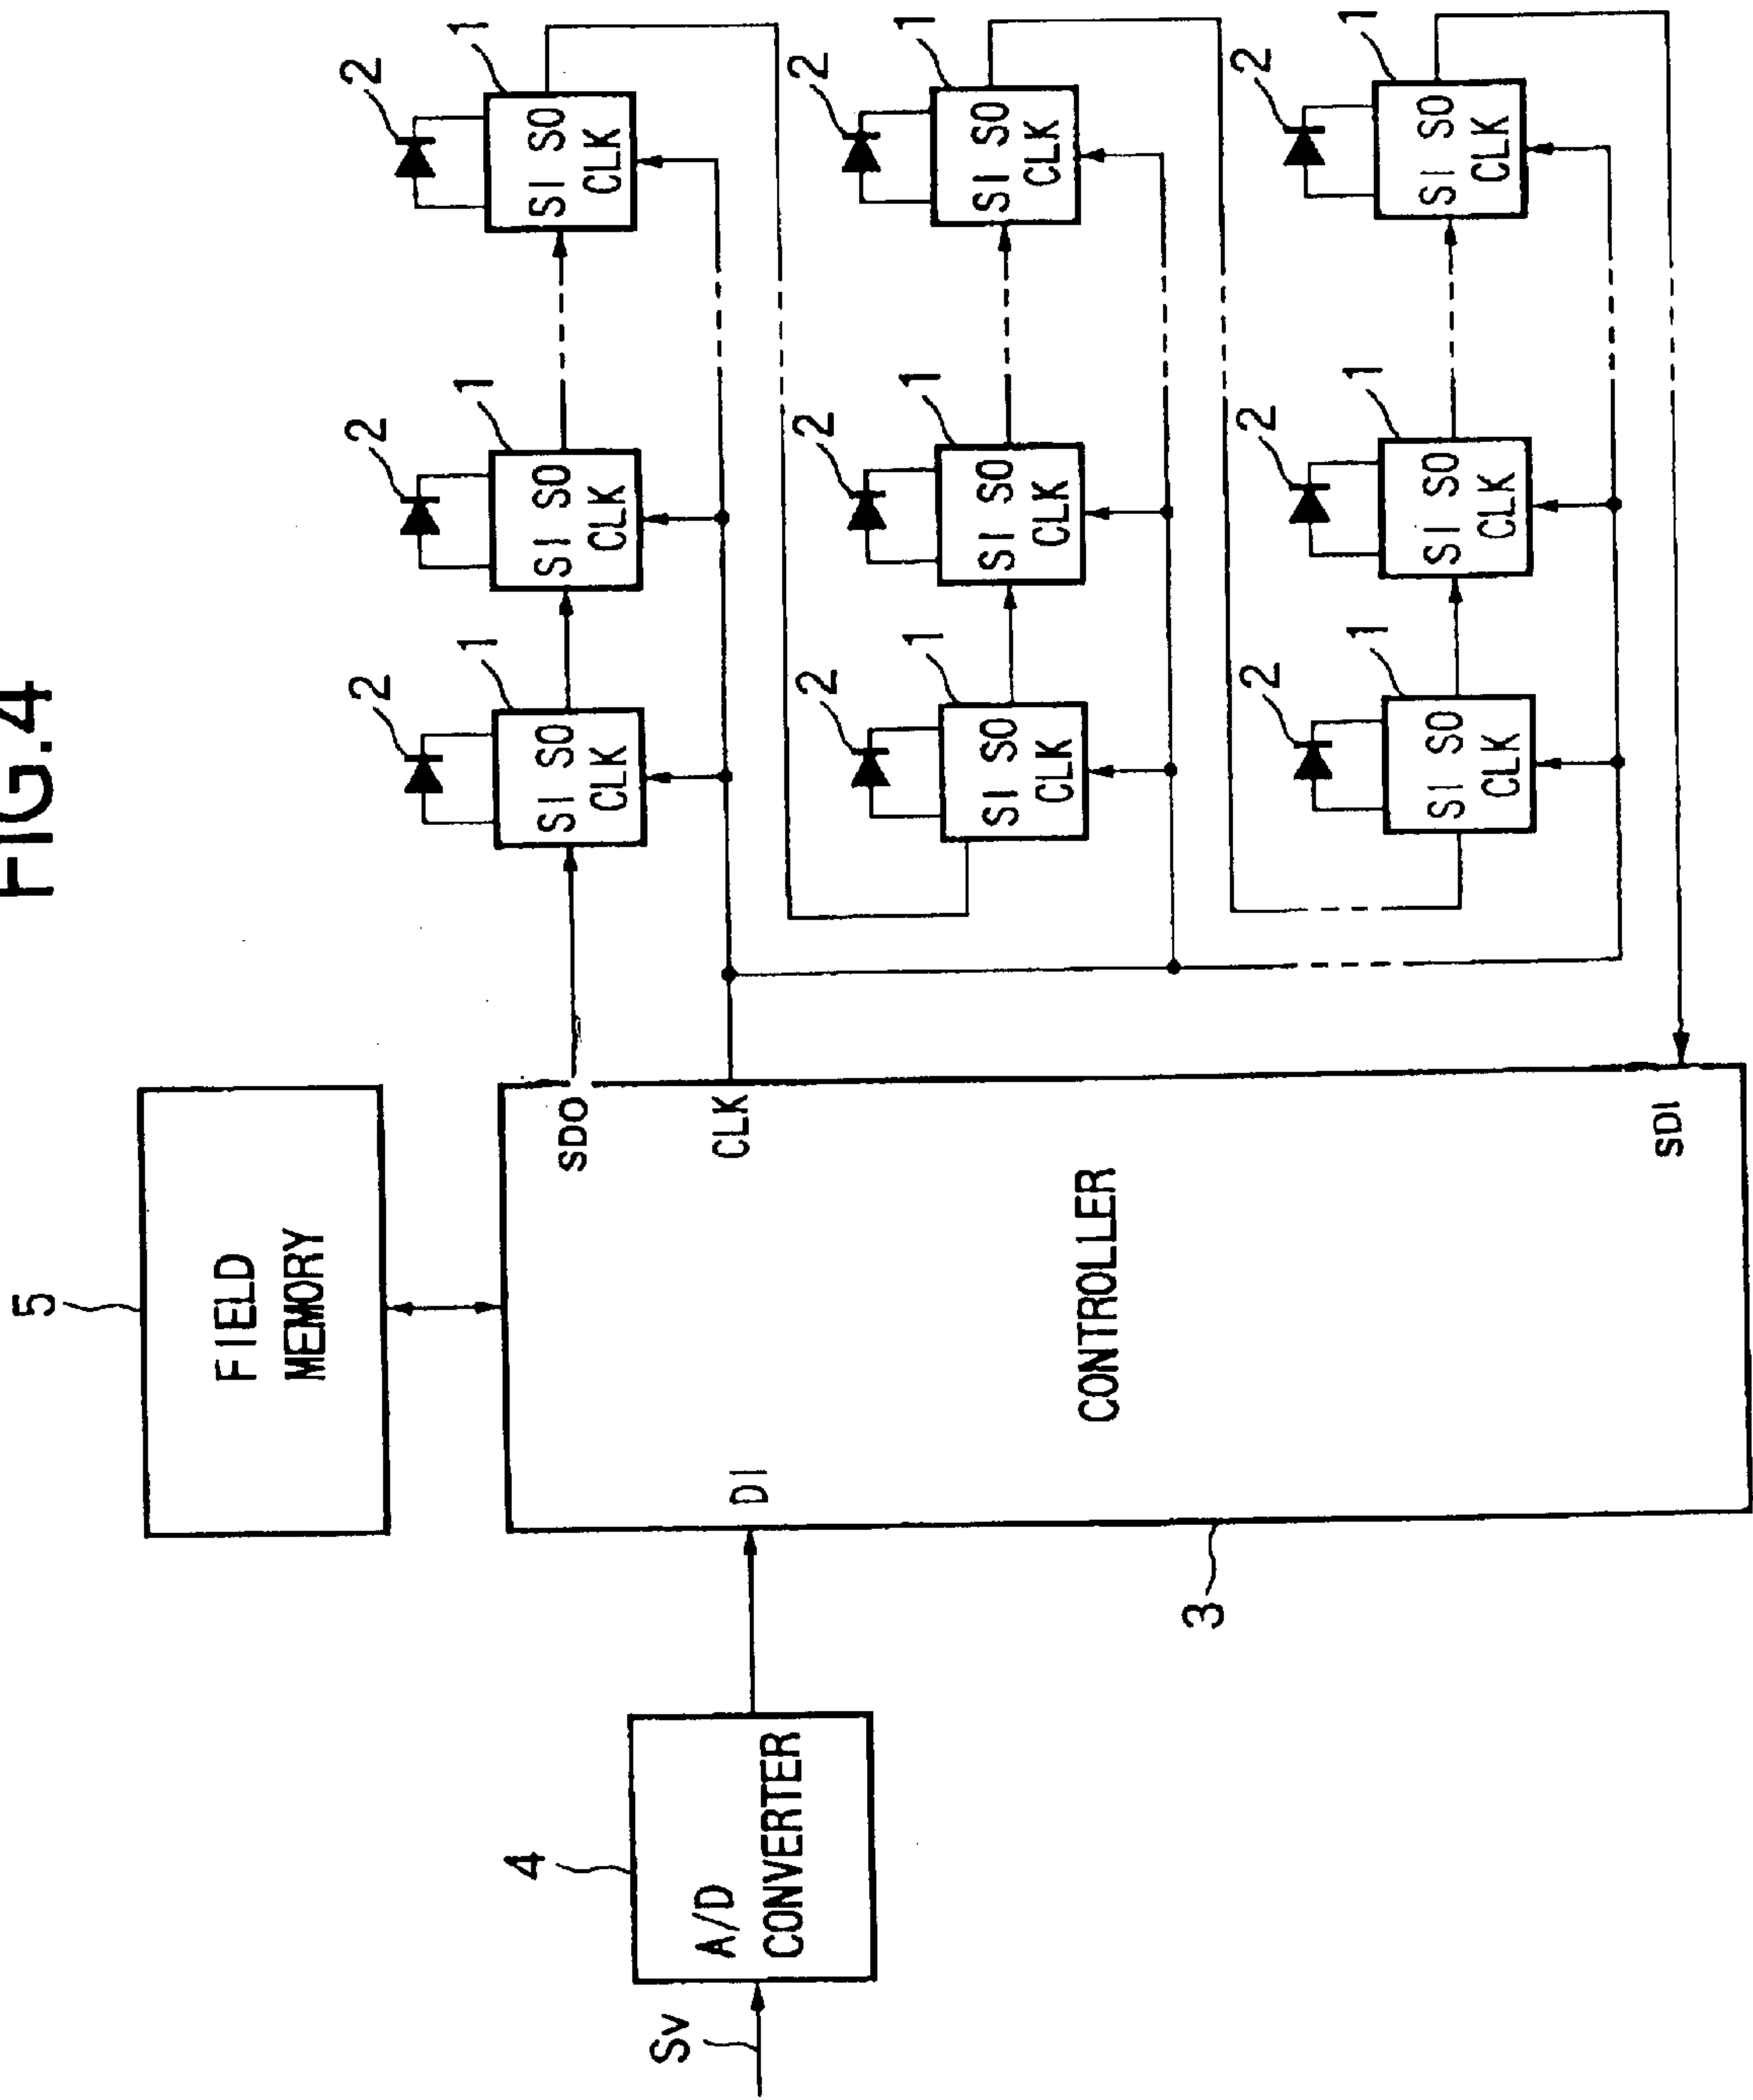 FIG.4
5
FIELD
MEMORY
2
1
SI SO
CLK
2
1
SI SO
CLK
2
1
SI SO
CLK
Sv
4
A/D
CONVERTER
DI
CONTROLLER
3
SDO
CLK
SDI
2
1
SI SO
CLK
2
1
SI SO
CLK
2
1
SI SO
CLK
2
1
SI SO
CLK
2
1
SI SO
CLK
2
1
SI SO
CLK